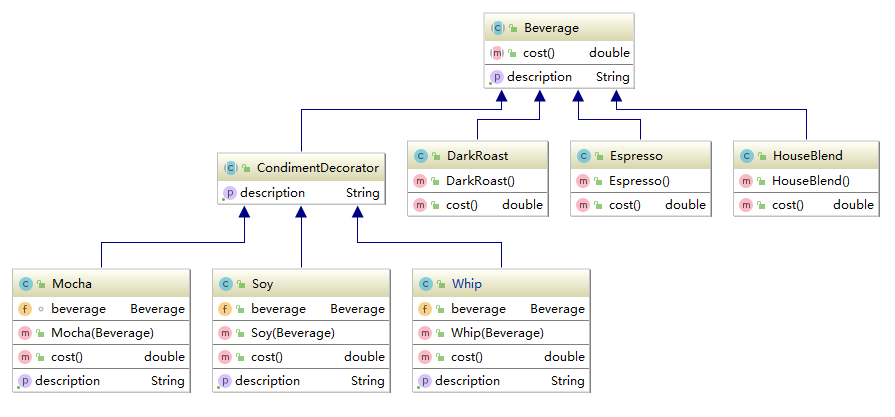 Beverage
cost() double
description String
CondimentDecorator
description String
DarkRoast
DarkRoast()
cost() double
Espresso
Espresso()
cost() double
HouseBlend
HouseBlend()
cost() double
Mocha
beverage Beverage
Mocha(Beverage)
cost() double
description String
Soy
beverage Beverage
Soy(Beverage)
cost() double
description String
Whip
beverage Beverage
Whip(Beverage)
cost() double
description String